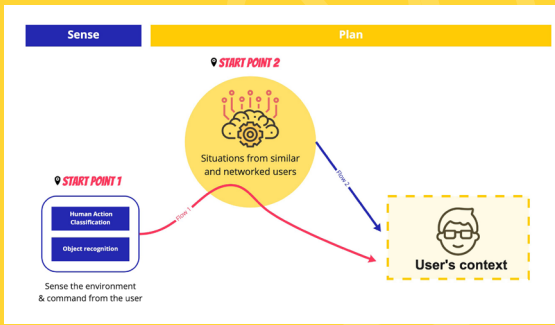 Sense
Plan
START POINT 2
Situations from similar
and networked users
START POINT 1
Flow 1
Flow 2
Human Action
Classification
Object recognition
User's context
Sense the environment
& command from the user